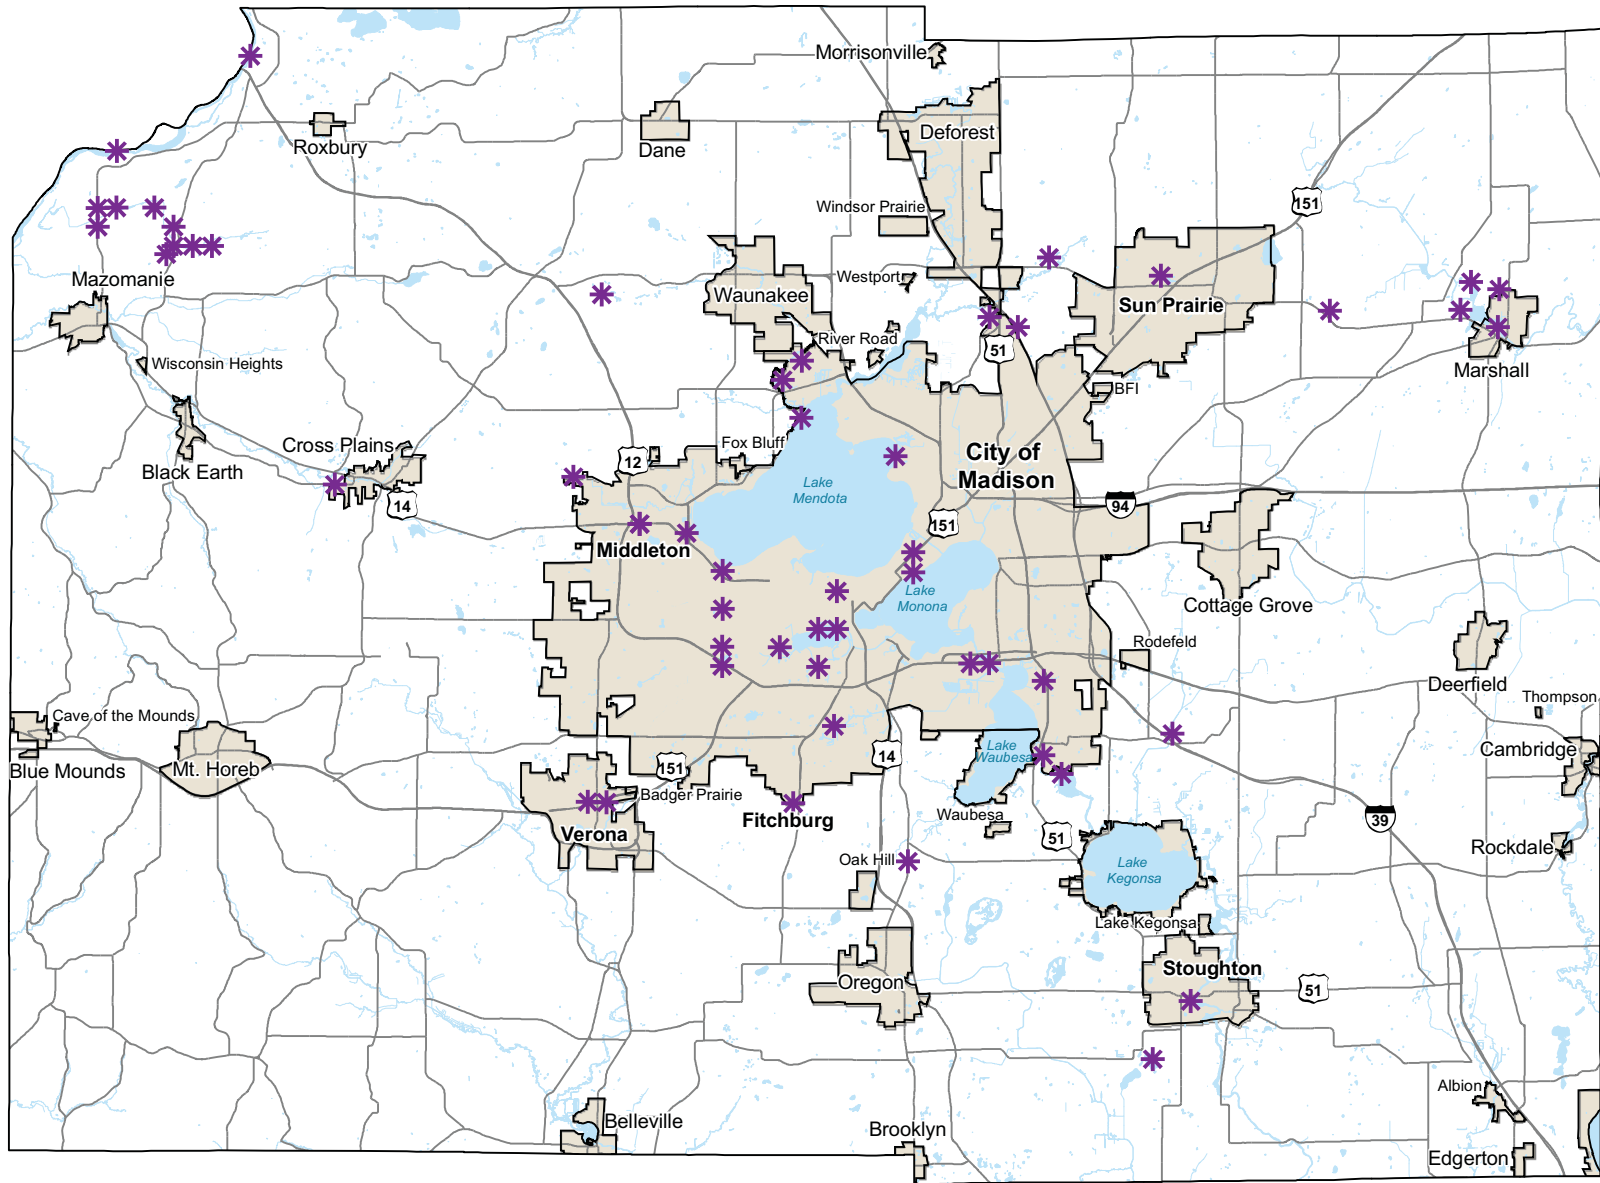 Morrisonville
Deforest
Roxbury
Dane
151
Windsor Prairie
Mazomanie
Westport
Waunakee
Sun Prairie
River Road
51
Wisconsin Heights
Marshall
BFI
Cross Plains
Fox Bluff
12
City of
Madison
Black Earth
Lake
Mendota
14
94
151
Middleton
Lake
Monona
Cottage Grove
Rodefeld
Deerfield
Thompson
Cave of the Mounds
Lake
Waubesa
14
Cambridge
Blue Mounds
Mt. Horeb
151
Badger Prairie
Waubesa
39
Fitchburg
Verona
51
Rockdale
Oak Hill
Lake
Kegonsa
Lake Kegonsa
Stoughton
Oregon
51
Albion
Belleville
Brooklyn
Edgerton